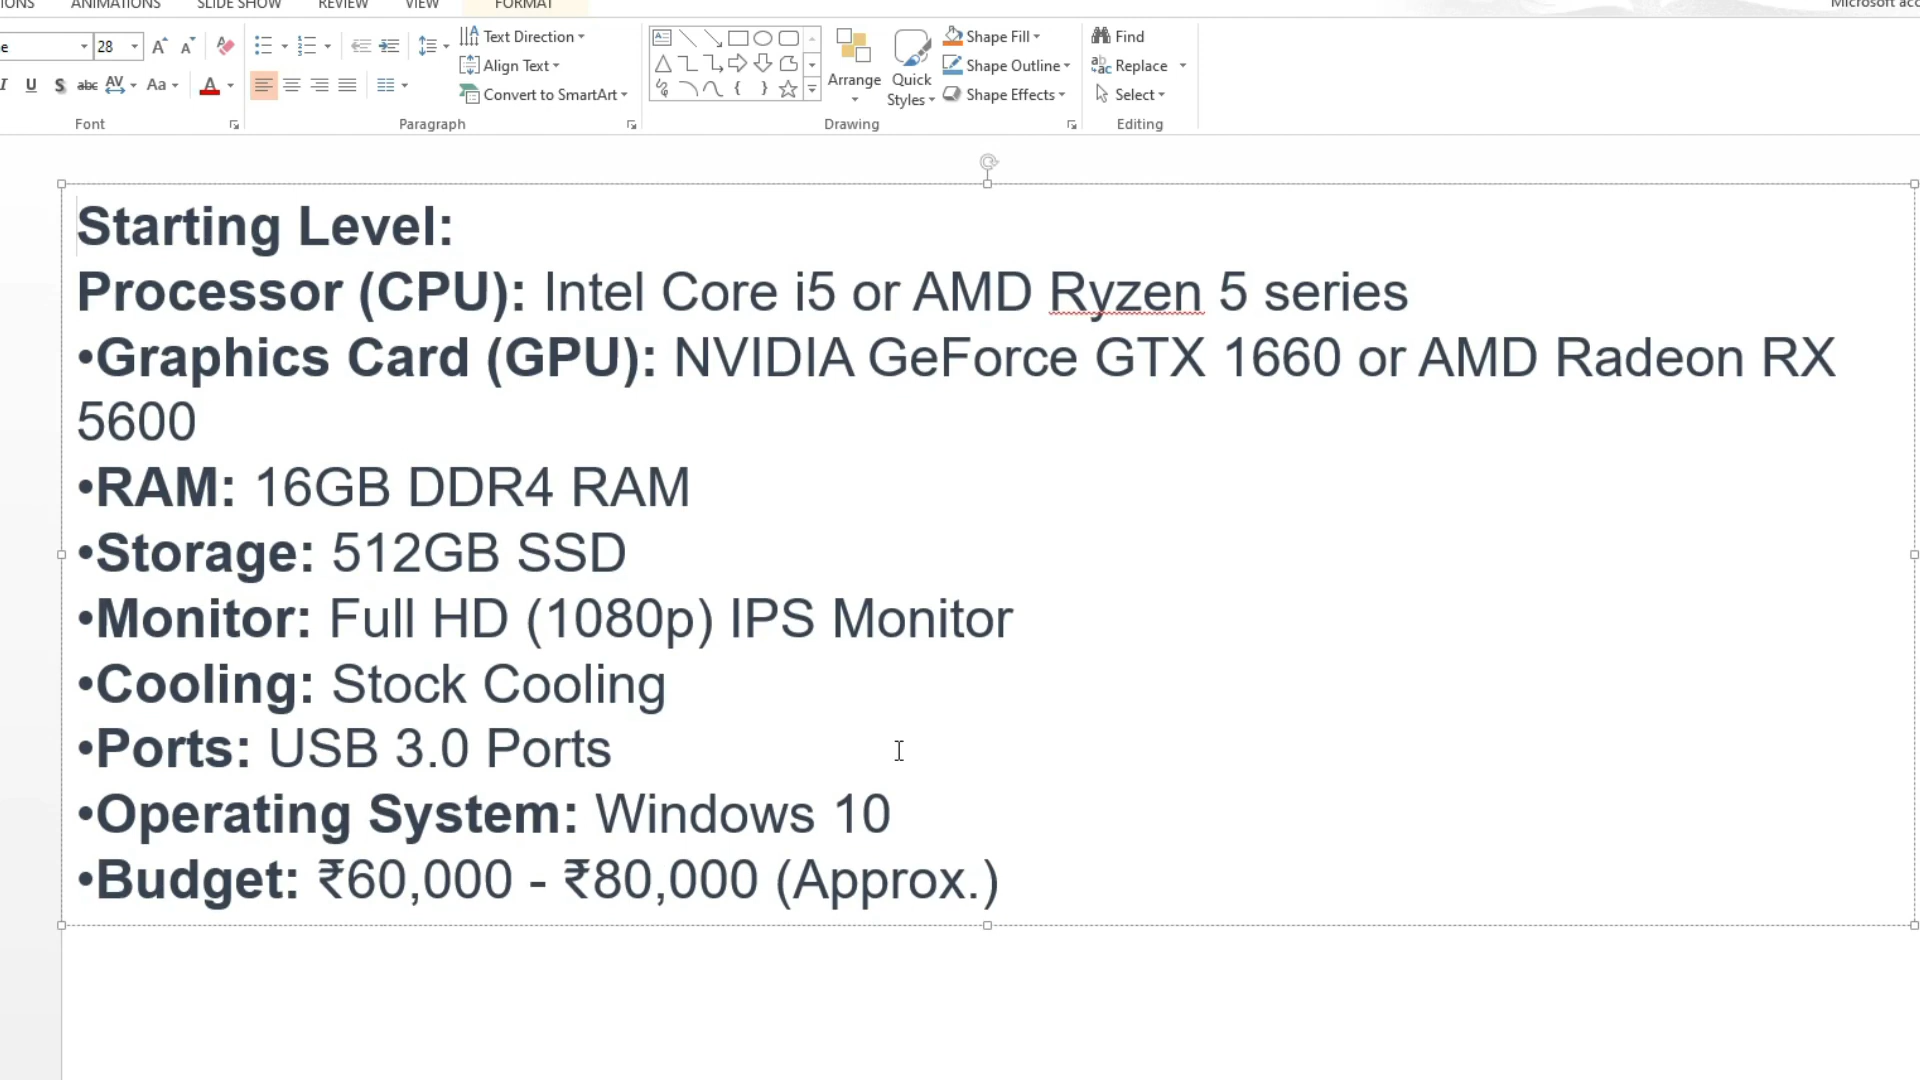 ANIMATIONS SLIDE SHOW REVIEW VIEW FORMAT
28 Text Direction Shape Fill Find
Align Text Arrange Quick Shape Outline Replace
U S abc AV Aa A Convert to SmartArt Styles Shape Effects Select
Font Paragraph Drawing Editing
Starting Level:
Processor (CPU): Intel Core i5 or AMD Ryzen 5 series
•Graphics Card (GPU): NVIDIA GeForce GTX 1660 or AMD Radeon RX
5600
•RAM: 16GB DDR4 RAM
•Storage: 512GB SSD
•Monitor: Full HD (1080p) IPS Monitor
•Cooling: Stock Cooling
•Ports: USB 3.0 Ports
•Operating System: Windows 10
•Budget: ₹60,000 - ₹80,000 (Approx.)